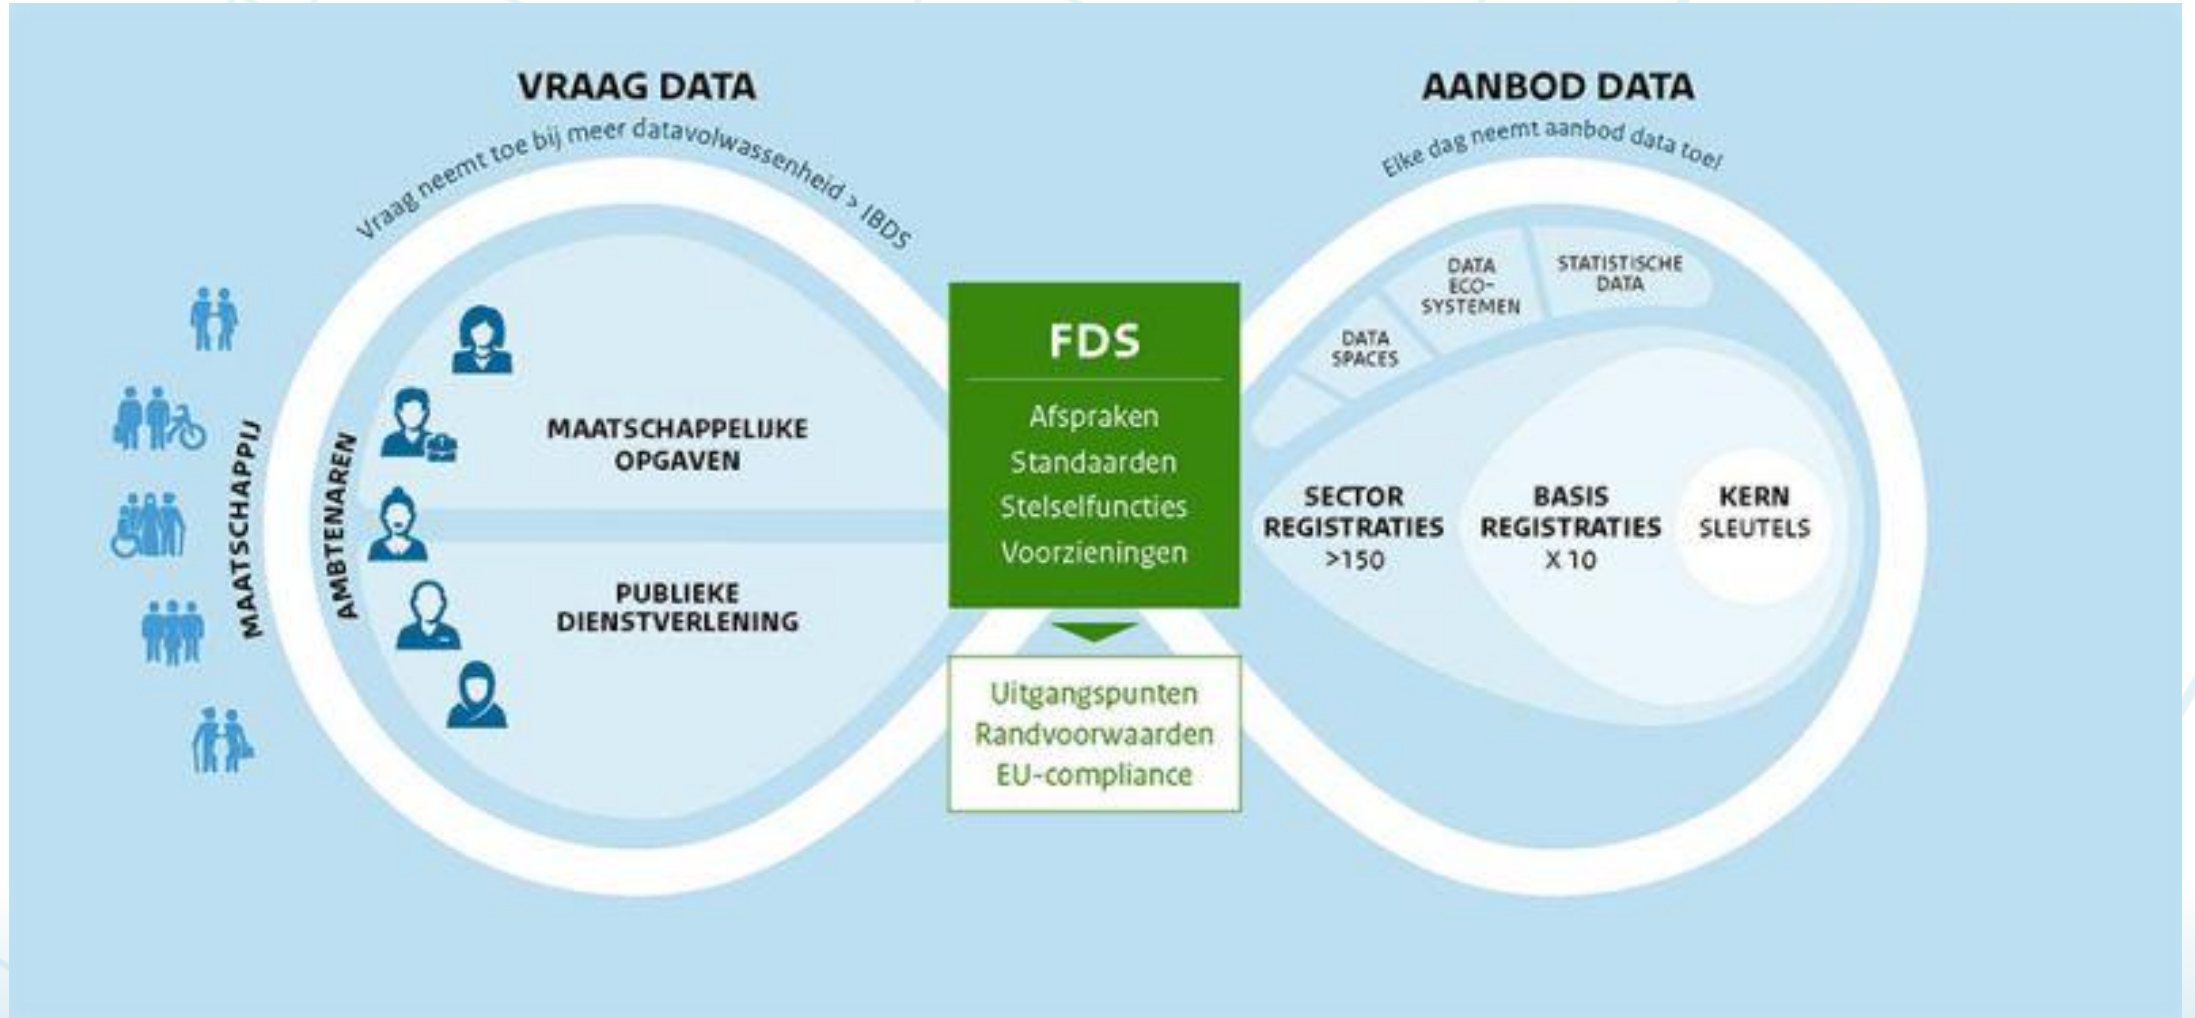 VRAAG DATA
Vraag neemt toe bij meer datavolwassenheid > IBDS
MAATSCHAPPIJ
AMBTENAREN
MAATSCHAPPELIJKE
OPGAVEN
PUBLIEKE
DIENSTVERLENING
FDS
Afspraken
Standaarden
Stelselfuncties
Voorzieningen
Uitgangspunten
Randvoorwaarden
EU-compliance
AANBOD DATA
Elke dag neemt aanbod data toe!
DATA
SPACES
DATA
ECO-
SYSTEMEN
STATISTISCHE
DATA
SECTOR
REGISTRATIES
>150
BASIS
REGISTRATIES
X 10
KERN
SLEUTELS